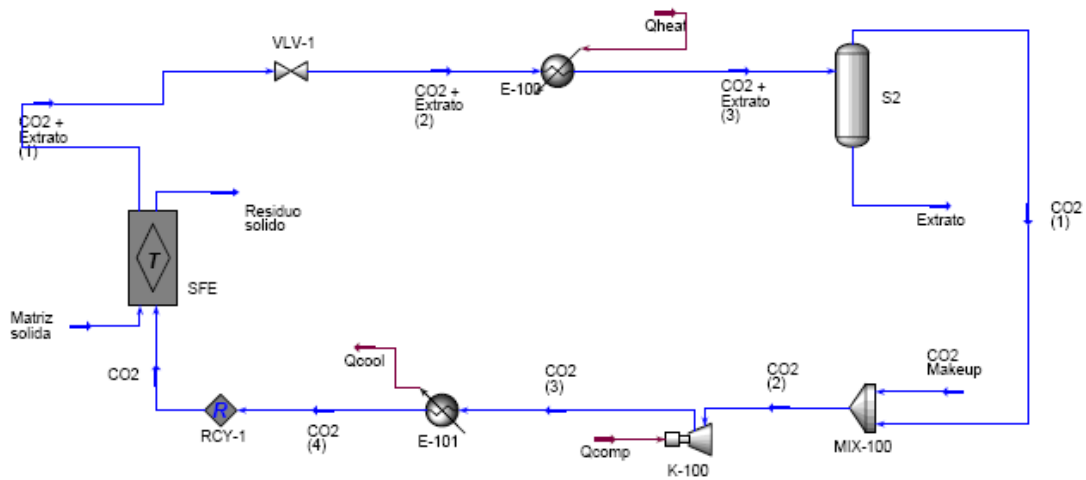 Qheat
VLV-1
E-100
CO2 +
Extrato
(2)
CO2 +
Extrato
(3)
S2
CO2 +
Extrato
(1)
Residuo
solido
Extrato
CO2
(1)
T
SFE
Matriz
solida
Qcool
CO2
CO2
(3)
CO2
(2)
CO2
Makeup
R
RCY-1
CO2
(4)
E-101
Qcomp
K-100
MIX-100